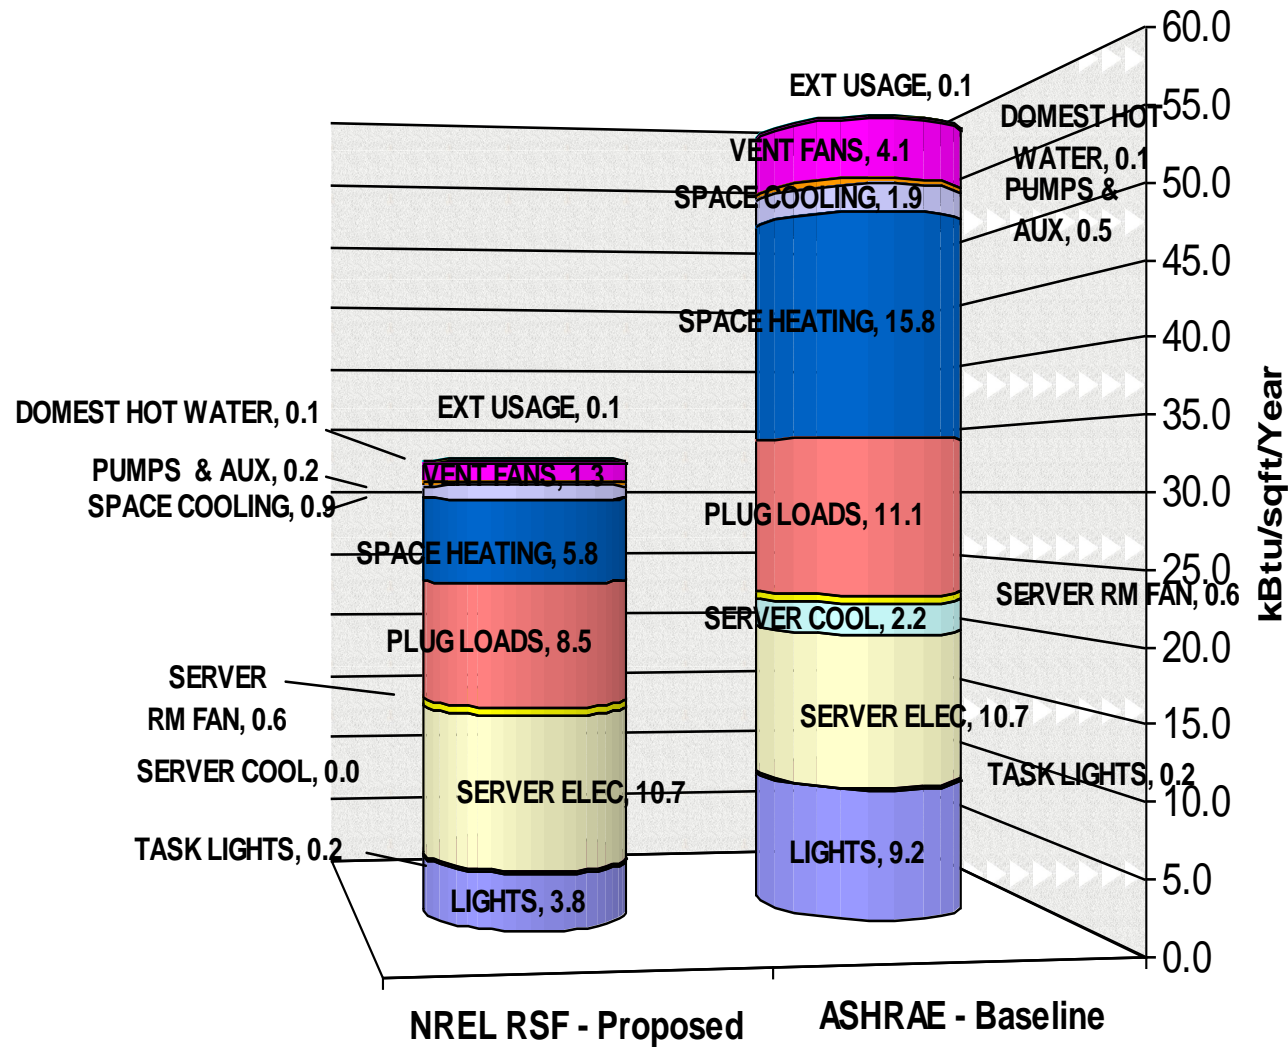 60.0
EXT USAGE, 0.1
55.0
DOMEST HOT
WATER, 0.1
VENT FANS, 4.1
PUMPS &
AUX, 0.5
50.0
SPACE COOLING, 1.9
45.0
SPACE HEATING, 15.8
40.0
35.0
DOMEST HOT WATER, 0.1
EXT USAGE, 0.1
PUMPS & AUX, 0.2
VENT FANS, 1.3
SPACE COOLING, 0.9
30.0
PLUG LOADS, 11.1
kBtu/sqft/Year
SPACE HEATING, 5.8
25.0
SERVER RM FAN, 0.6
SERVER COOL, 2.2
PLUG LOADS, 8.5
20.0
SERVER
RM FAN, 0.6
SERVER ELEC, 10.7
15.0
SERVER COOL, 0.0
TASK LIGHTS, 0.2
SERVER ELEC, 10.7
10.0
TASK LIGHTS, 0.2
LIGHTS, 9.2
5.0
LIGHTS, 3.8
0.0
NREL RSF - Proposed
ASHRAE - Baseline